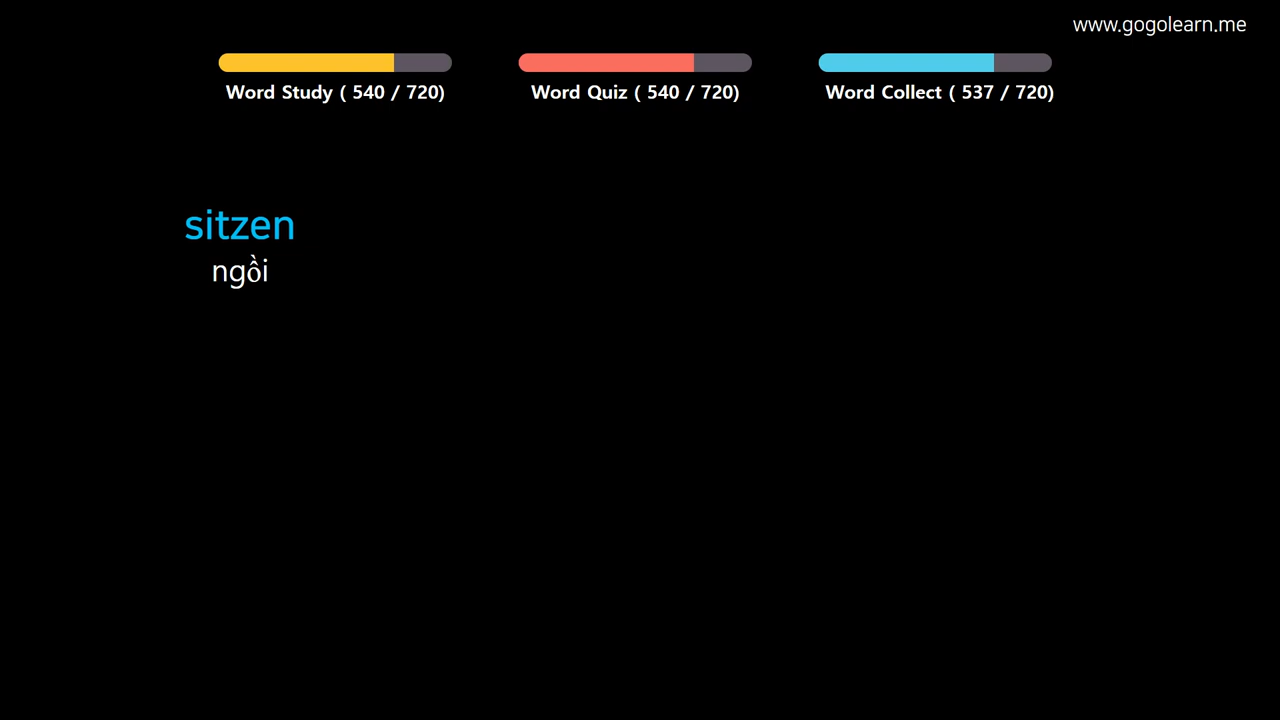 www.gogolearn.me
Word Study ( 540 / 720)
Word Quiz ( 540 / 720)
Word Collect ( 537 / 720)
sitzen
ngồi